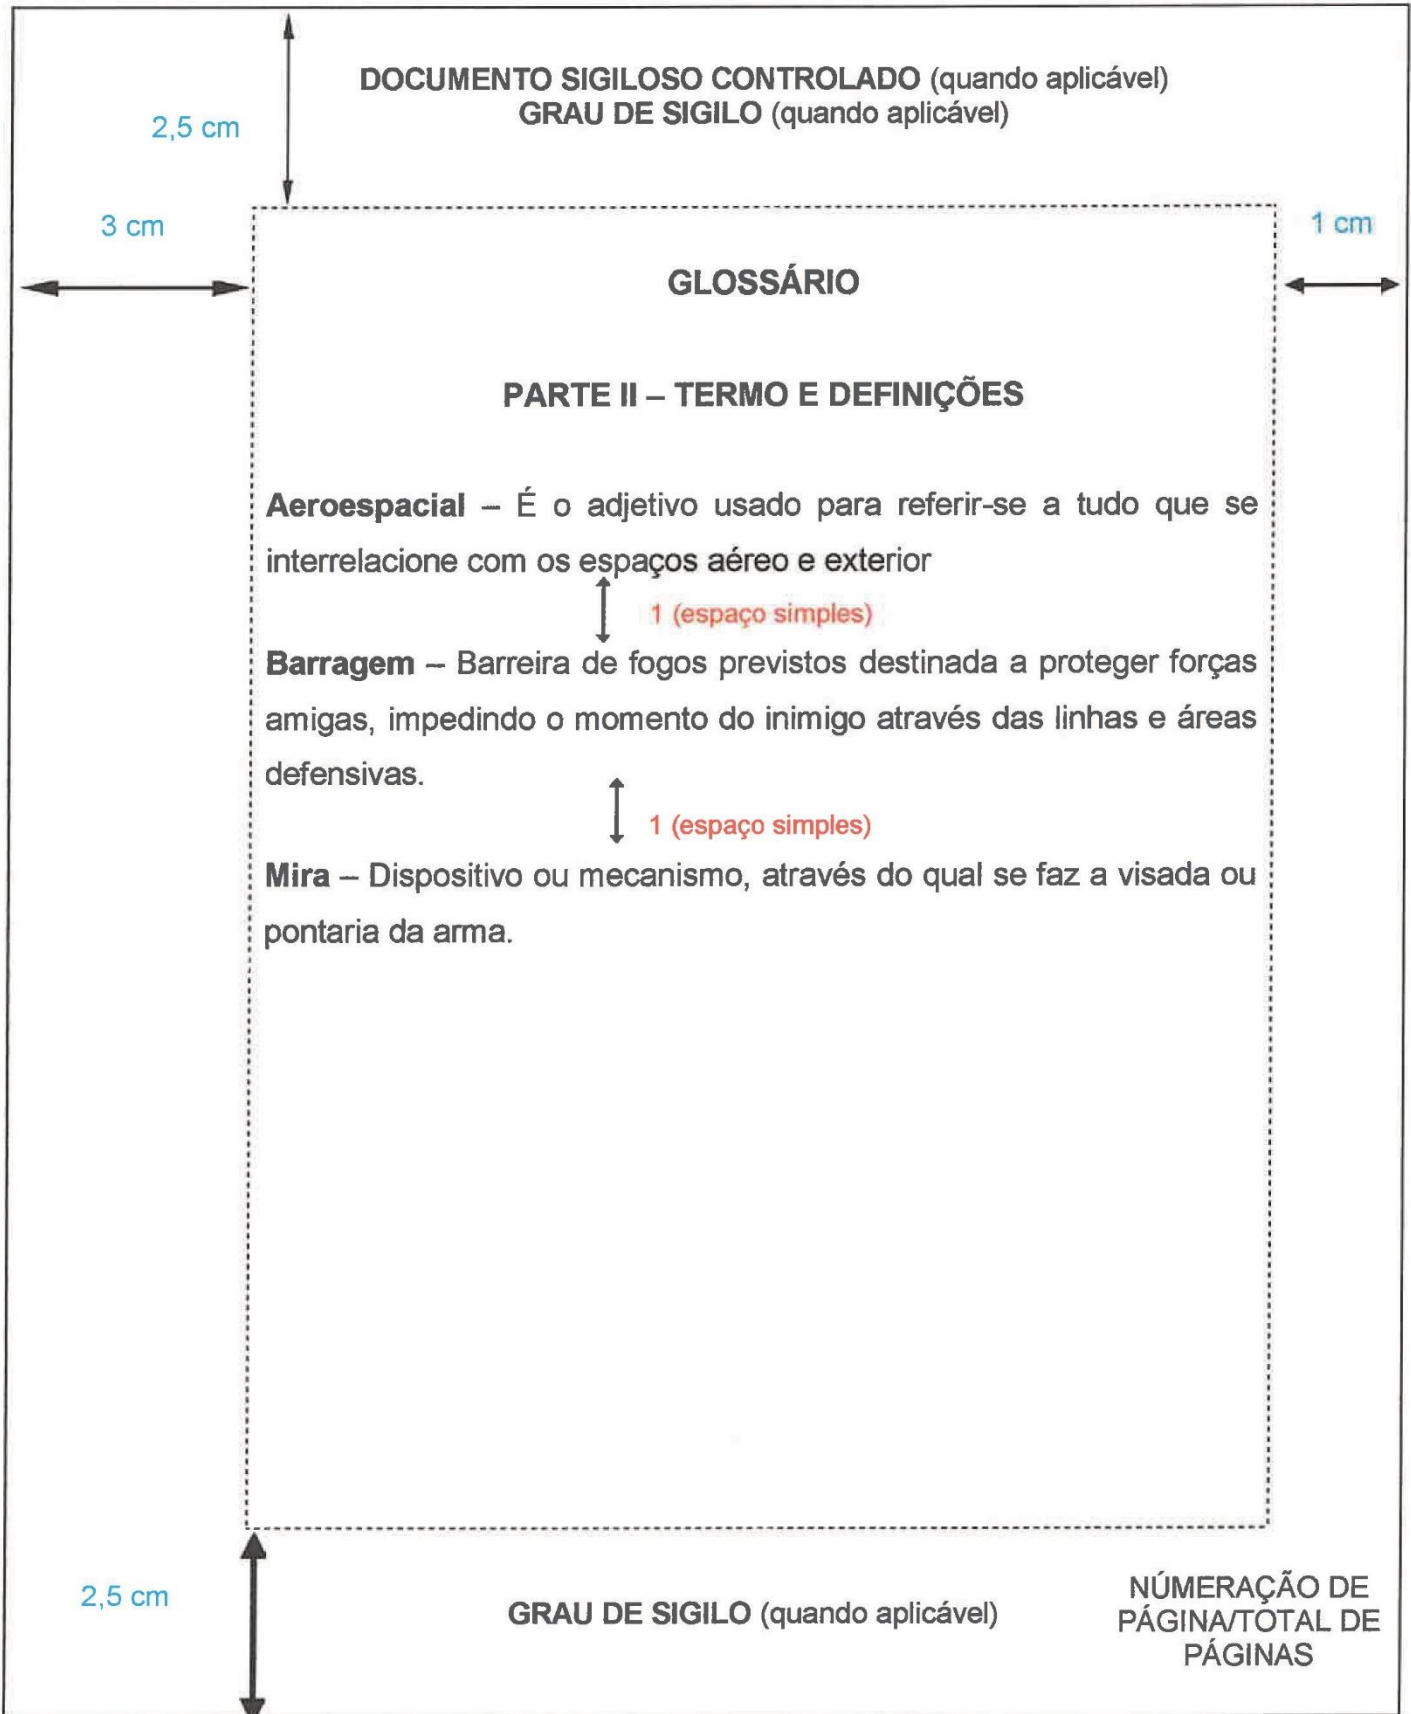 DOCUMENTO SIGILOSO CONTROLADO (quando aplicável)
GRAU DE SIGILO (quando aplicável)
2,5 cm
3 cm
1 cm
GLOSSÁRIO
PARTE II – TERMO E DEFINIÇÕES
Aeroespacial – É o adjetivo usado para referir-se a tudo que se
interrelacione com os espaços aéreo e exterior
1 (espaço simples)
Barragem – Barreira de fogos previstos destinada a proteger forças
amigas, impedindo o momento do inimigo através das linhas e áreas
defensivas.
1 (espaço simples)
Mira – Dispositivo ou mecanismo, através do qual se faz a visada ou
pontaria da arma.
2,5 cm
GRAU DE SIGILO (quando aplicável)
NÚMERAÇÃO DE
PÁGINA/TOTAL DE
PÁGINAS